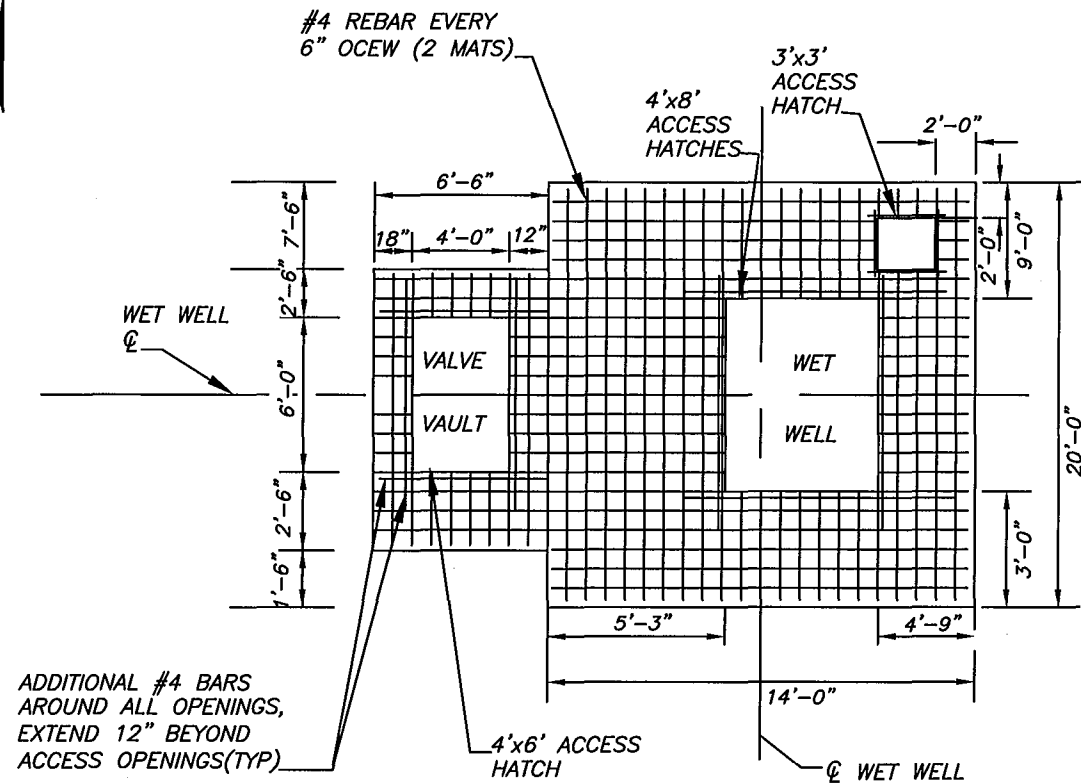 #4 REBAR EVERY
6" OCEW (2 MATS)
3'x3'
ACCESS
HATCH
4'x8'
ACCESS
HATCHES
2'-0"
6'-6"
18"
4'-0"
12"
7'-6"
2'-6"
6'-0"
2'-6"
1'-6"
2'-0"
9'-0"
WET WELL
℄
VALVE
VAULT
WET
WELL
20'-0"
3'-0"
5'-3"
4'-9"
14'-0"
ADDITIONAL #4 BARS
AROUND ALL OPENINGS,
EXTEND 12" BEYOND
ACCESS OPENINGS(TYP)
4'x6' ACCESS
HATCH
℄ WET WELL